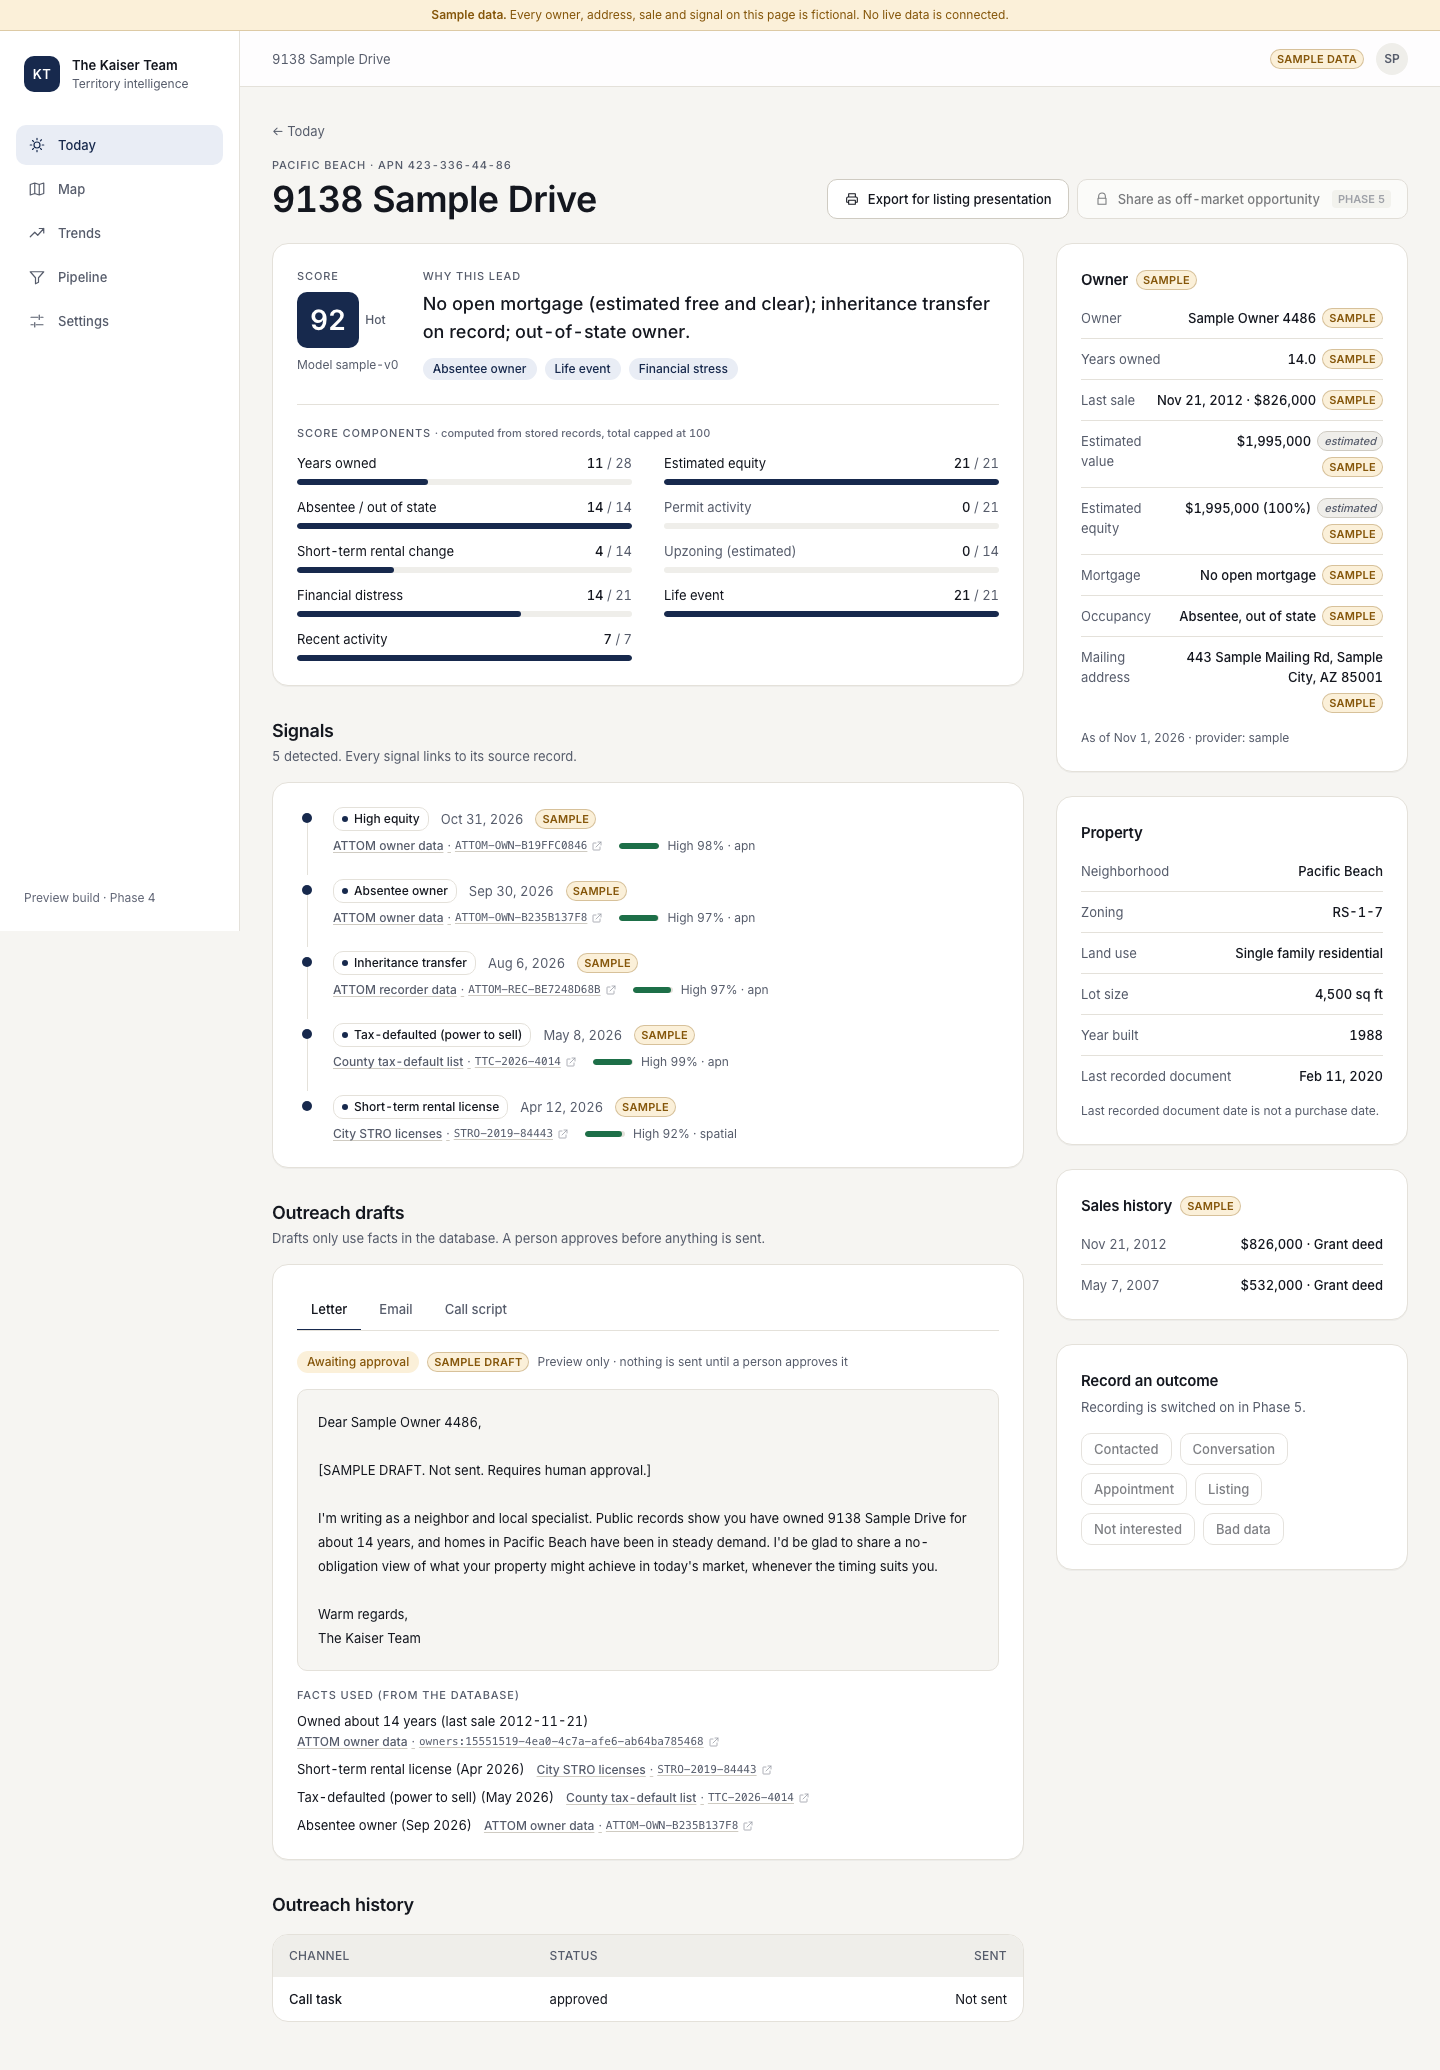 Sample data. Every owner, address, sale and signal on this page is fictional. No live data is connected.
KT
The Kaiser Team
Territory intelligence
Today
Map
Trends
Pipeline
Settings
Preview build · Phase 4
9138 Sample Drive
SAMPLE DATA
SP
← Today
PACIFIC BEACH · APN 423-336-44-86
9138 Sample Drive
Export for listing presentation
Share as off-market opportunity PHASE 5
SCORE
92 Hot
Model sample-v0
WHY THIS LEAD
No open mortgage (estimated free and clear); inheritance transfer
on record; out-of-state owner.
Absentee owner Life event Financial stress
SCORE COMPONENTS · computed from stored records, total capped at 100
Years owned 11 / 28
Estimated equity 21 / 21
Absentee / out of state 14 / 14
Permit activity 0 / 21
Short-term rental change 4 / 14
Upzoning (estimated) 0 / 14
Financial distress 14 / 21
Life event 21 / 21
Recent activity 7 / 7
Signals
5 detected. Every signal links to its source record.
High equity Oct 31, 2026 SAMPLE
ATTOM owner data · ATTOM-OWN-B19FFC0846 High 98% · apn
Absentee owner Sep 30, 2026 SAMPLE
ATTOM owner data · ATTOM-OWN-B235B137F8 High 97% · apn
Inheritance transfer Aug 6, 2026 SAMPLE
ATTOM recorder data · ATTOM-REC-BE7248D68B High 97% · apn
Tax-defaulted (power to sell) May 8, 2026 SAMPLE
County tax-default list · TTC-2026-4014 High 99% · apn
Short-term rental license Apr 12, 2026 SAMPLE
City STRO licenses · STRO-2019-84443 High 92% · spatial
Outreach drafts
Drafts only use facts in the database. A person approves before anything is sent.
Letter Email Call script
Awaiting approval SAMPLE DRAFT Preview only · nothing is sent until a person approves it
Dear Sample Owner 4486,
[SAMPLE DRAFT. Not sent. Requires human approval.]
I'm writing as a neighbor and local specialist. Public records show you have owned 9138 Sample Drive for
about 14 years, and homes in Pacific Beach have been in steady demand. I'd be glad to share a no-
obligation view of what your property might achieve in today's market, whenever the timing suits you.
Warm regards,
The Kaiser Team
FACTS USED (FROM THE DATABASE)
Owned about 14 years (last sale 2012-11-21)
ATTOM owner data · owners:15551519-4ea0-4c7a-afe6-ab64ba785468
Short-term rental license (Apr 2026) City STRO licenses · STRO-2019-84443
Tax-defaulted (power to sell) (May 2026) County tax-default list · TTC-2026-4014
Absentee owner (Sep 2026) ATTOM owner data · ATTOM-OWN-B235B137F8
Outreach history
CHANNEL STATUS SENT
Call task approved Not sent
Owner SAMPLE
Owner Sample Owner 4486 SAMPLE
Years owned 14.0 SAMPLE
Last sale Nov 21, 2012 · $826,000 SAMPLE
Estimated value $1,995,000 estimated SAMPLE
Estimated equity $1,995,000 (100%) estimated SAMPLE
Mortgage No open mortgage SAMPLE
Occupancy Absentee, out of state SAMPLE
Mailing address 443 Sample Mailing Rd, Sample
City, AZ 85001
SAMPLE
As of Nov 1, 2026 · provider: sample
Property
Neighborhood Pacific Beach
Zoning RS-1-7
Land use Single family residential
Lot size 4,500 sq ft
Year built 1988
Last recorded document Feb 11, 2020
Last recorded document date is not a purchase date.
Sales history SAMPLE
Nov 21, 2012 $826,000 · Grant deed
May 7, 2007 $532,000 · Grant deed
Record an outcome
Recording is switched on in Phase 5.
Contacted Conversation
Appointment Listing
Not interested Bad data